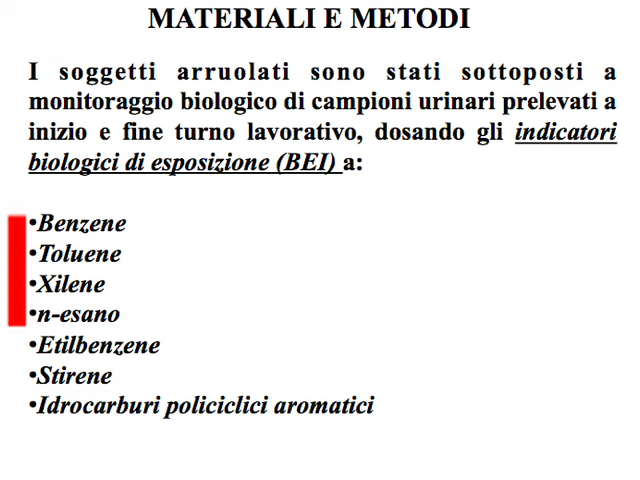 MATERIALI E METODI
I soggetti arruolati sono stati sottoposti a
monitoraggio biologico di campioni urinari prelevati a
inizio e fine turno lavorativo, dosando gli indicatori
biologici di esposizione (BEI) a:
•Benzene
•Toluene
•Xilene
•n-esano
•Etilbenzene
•Stirene
•Idrocarburi policiclici aromatici